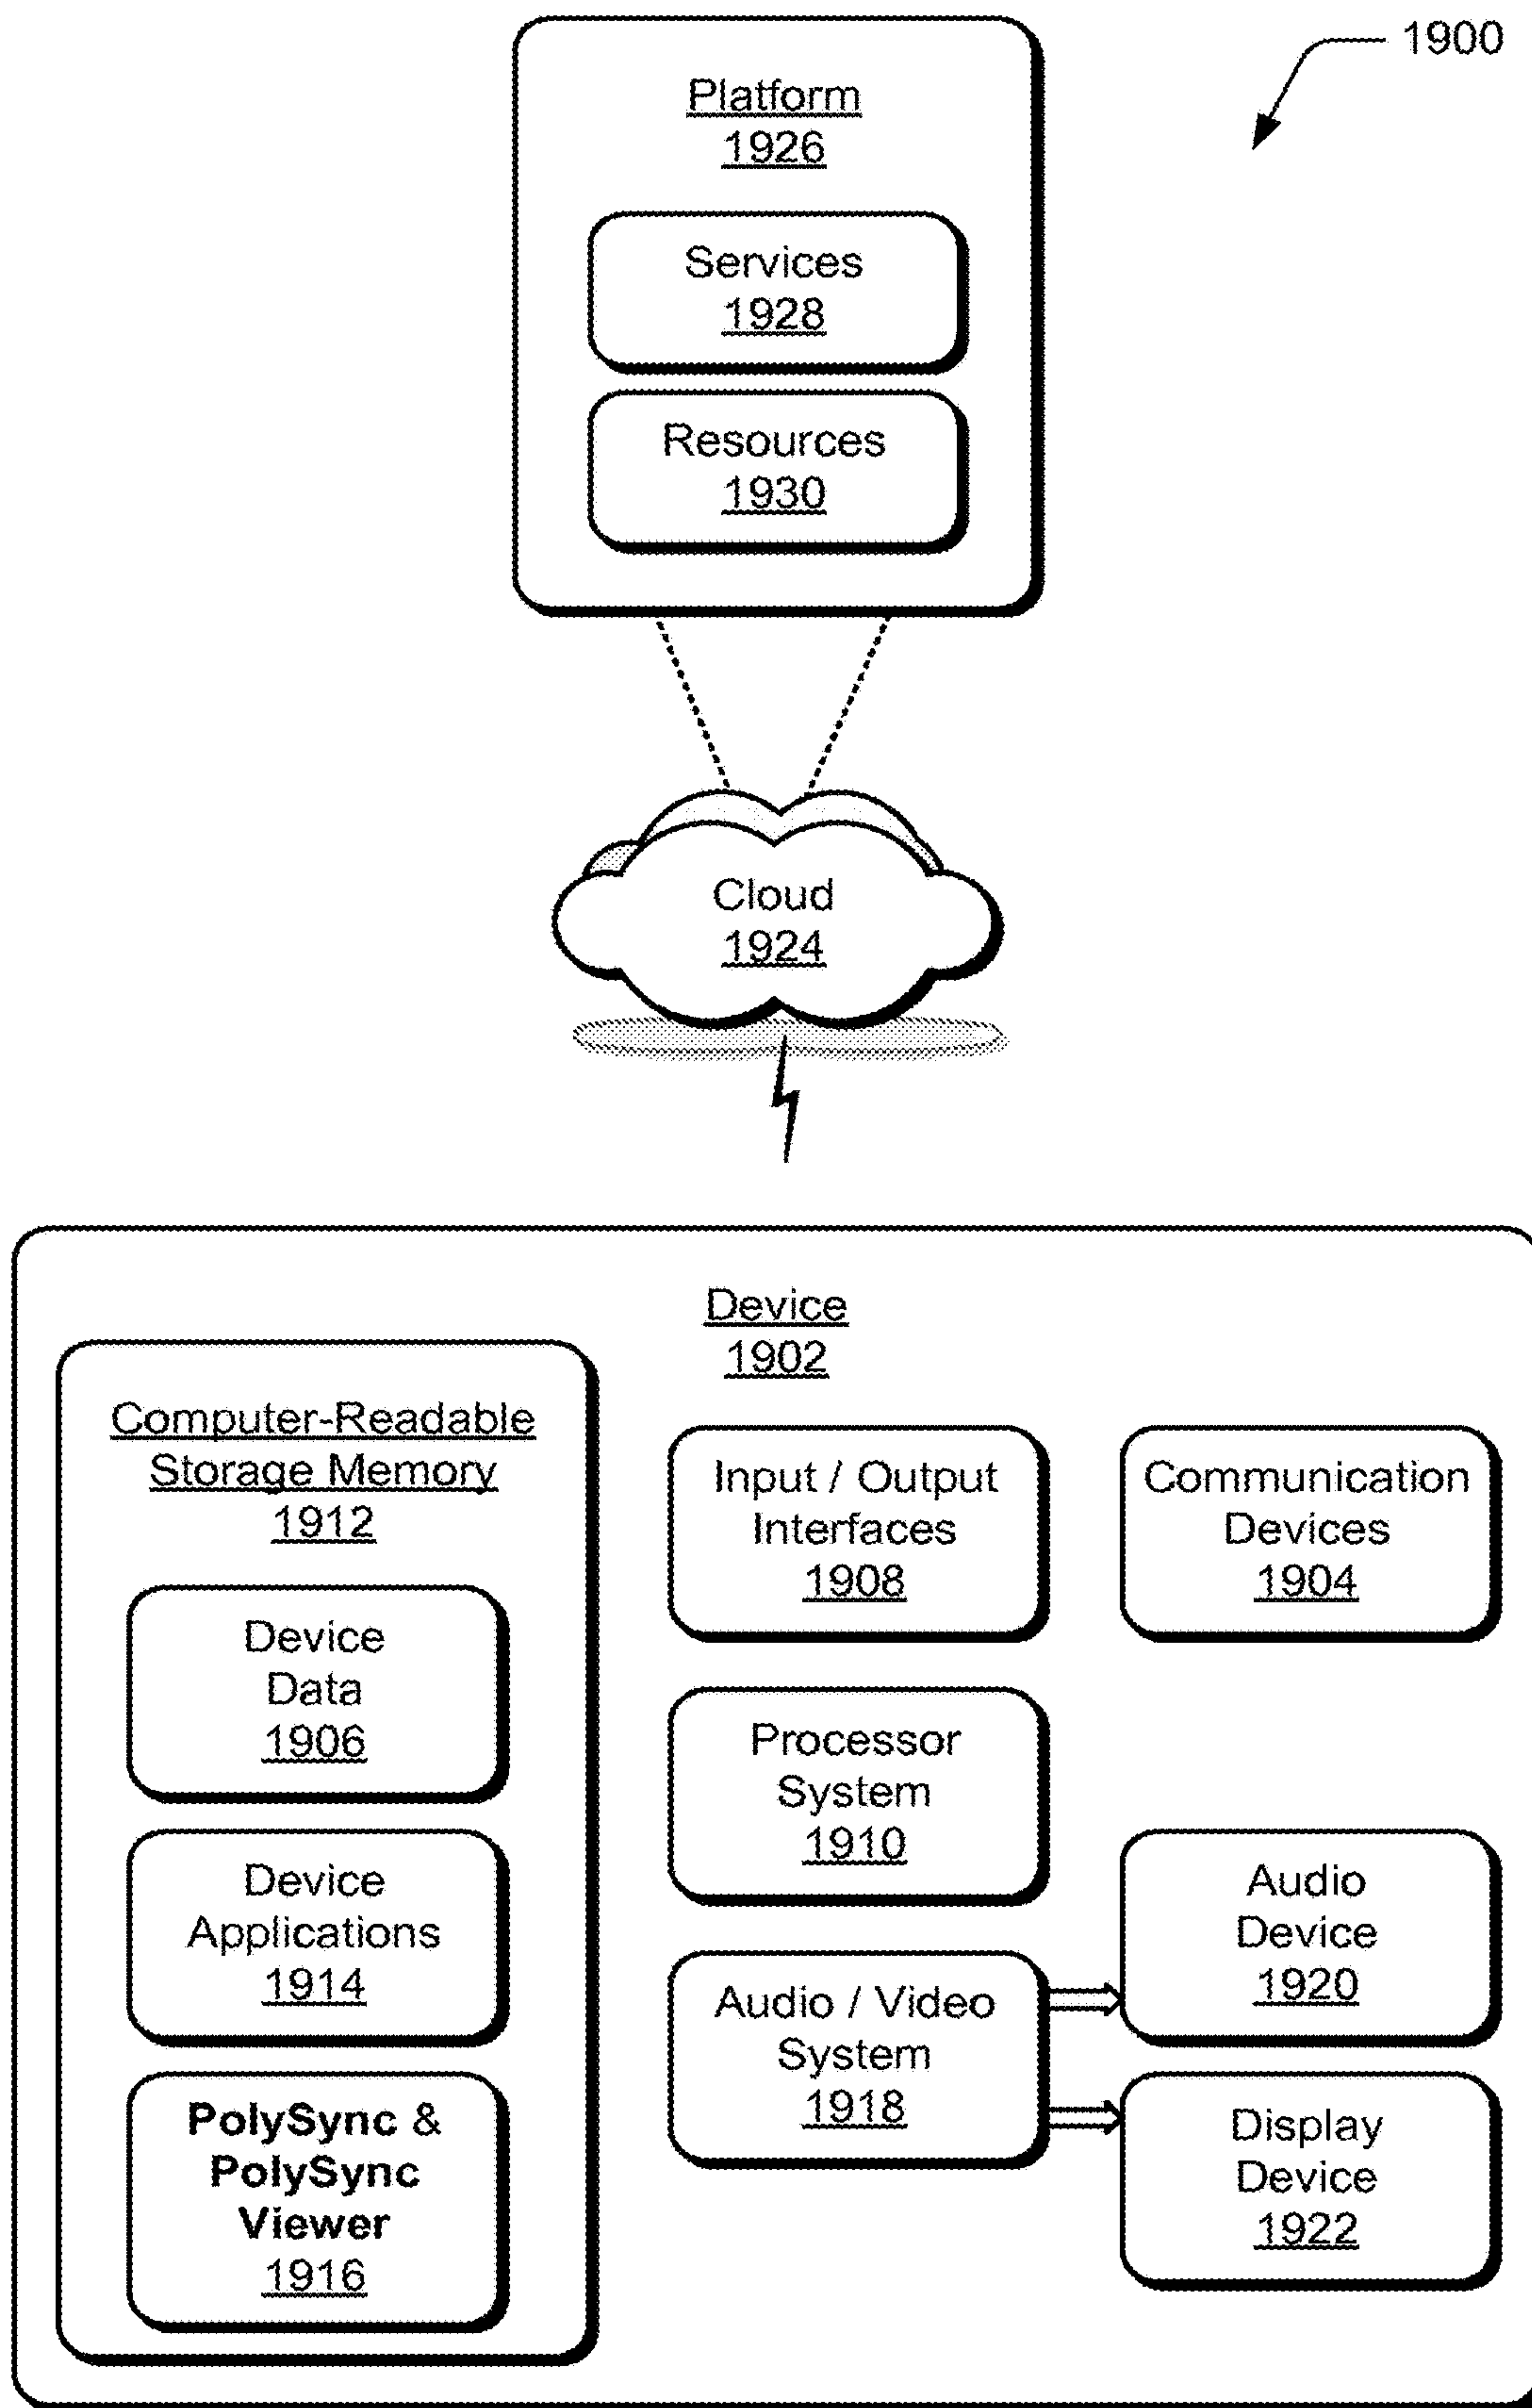 1900
Platform
1926
Services
1928
Resources
1930
Cloud
1924
Device
1902
Computer-Readable
Storage Memory
1912
Device
Data
1906
Device
Applications
1914
PolySync &
PolySync
Viewer
1916
Input / Output
Interfaces
1908
Processor
System
1910
Audio / Video
System
1918
Communication
Devices
1904
Audio
Device
1920
Display
Device
1922